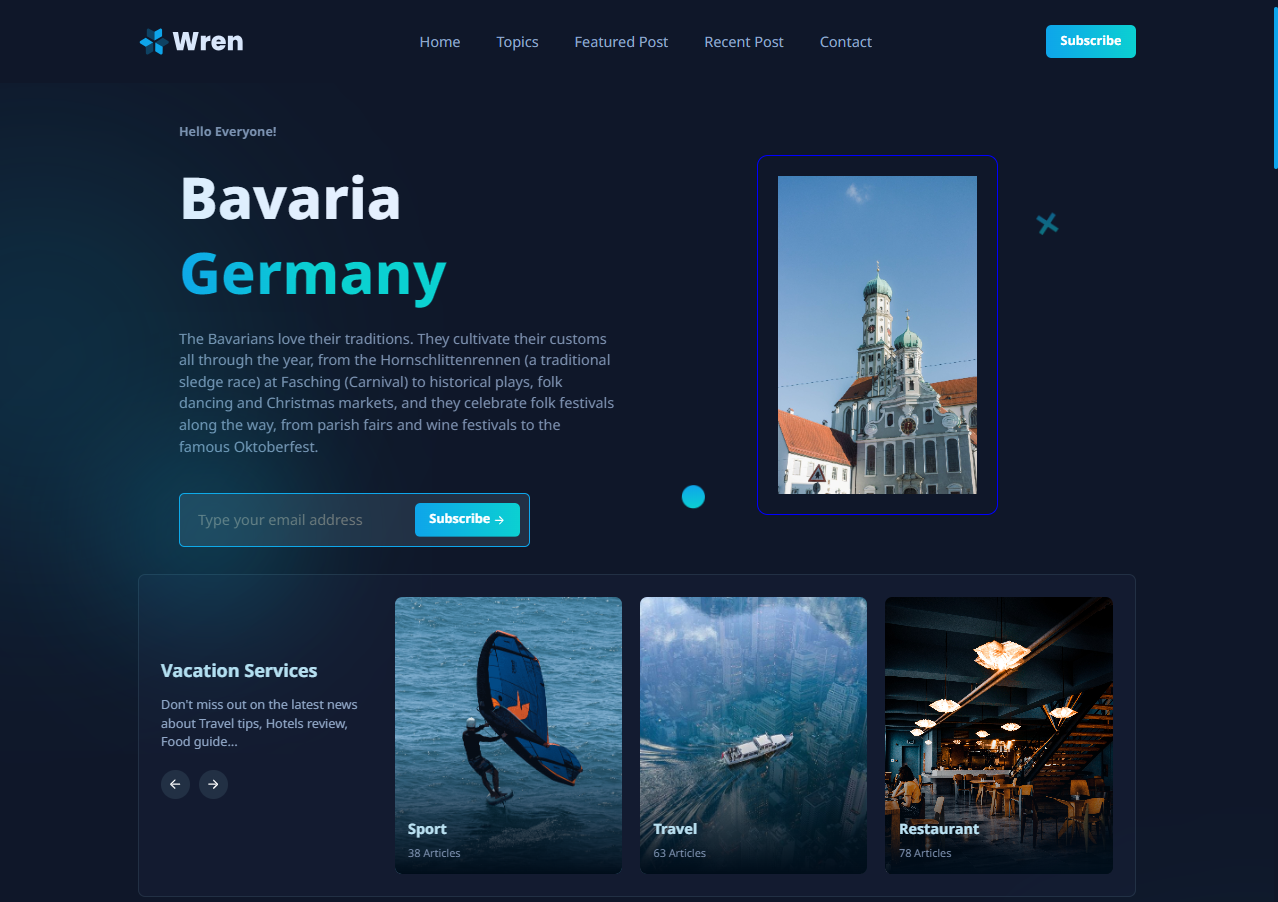 Wren
Home
Topics
Featured Post
Recent Post
Contact
Subscribe
Hello Everyone!
Bavaria
Germany
The Bavarians love their traditions. They cultivate their customs
all through the year, from the Hornschlittenrennen (a traditional
sledge race) at Fasching (Carnival) to historical plays, folk
dancing and Christmas markets, and they celebrate folk festivals
along the way, from parish fairs and wine festivals to the
famous Oktoberfest.
Type your email address
Subscribe →
Vacation Services
Don't miss out on the latest news
about Travel tips, Hotels review,
Food guide...
Sport
38 Articles
Travel
63 Articles
Restaurant
78 Articles